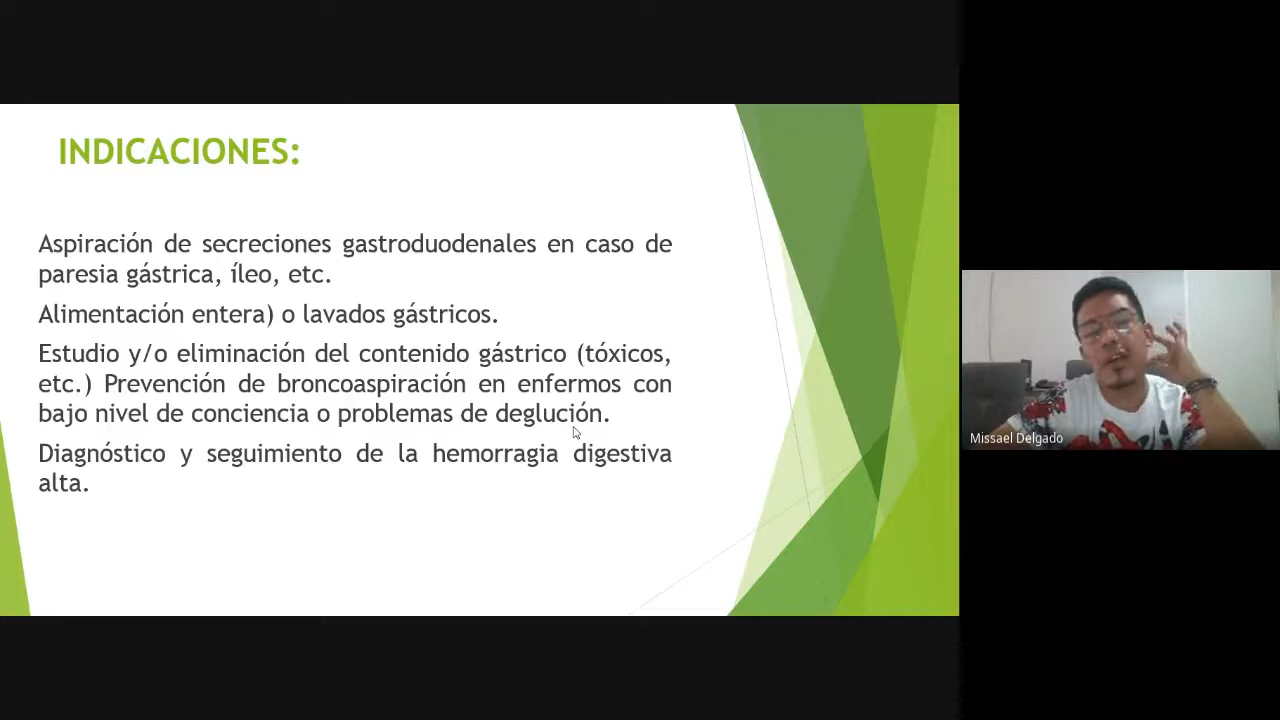 INDICACIONES:
Aspiración de secreciones gastroduodenales en caso de
paresia gástrica, íleo, etc.
Alimentación entera) o lavados gástricos.
Estudio y/o eliminación del contenido gástrico (tóxicos,
etc.) Prevención de broncoaspiración en enfermos con
bajo nivel de conciencia o problemas de deglución.
Diagnóstico y seguimiento de la hemorragia digestiva
alta.
Missael Delgado